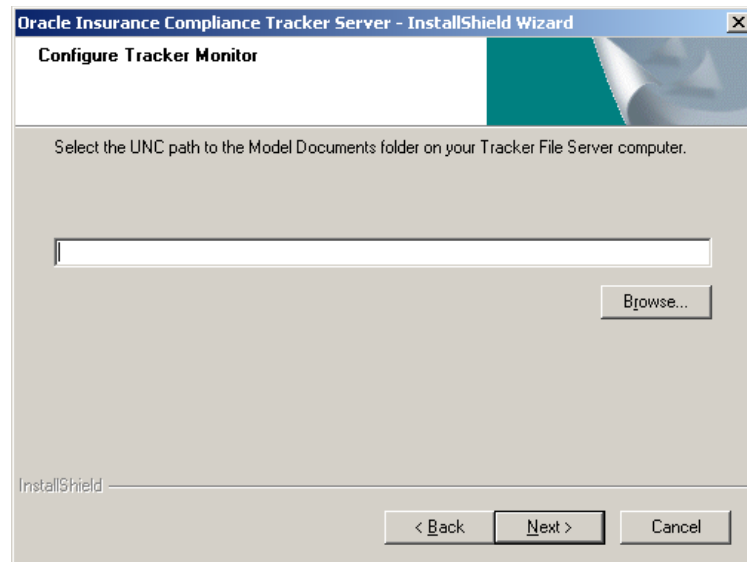 Oracle Insurance Compliance Tracker Server - InstallShield Wizard
Configure Tracker Monitor
Select the UNC path to the Model Documents folder on your Tracker File Server computer.
Browse...
InstallShield
< Back Next > Cancel